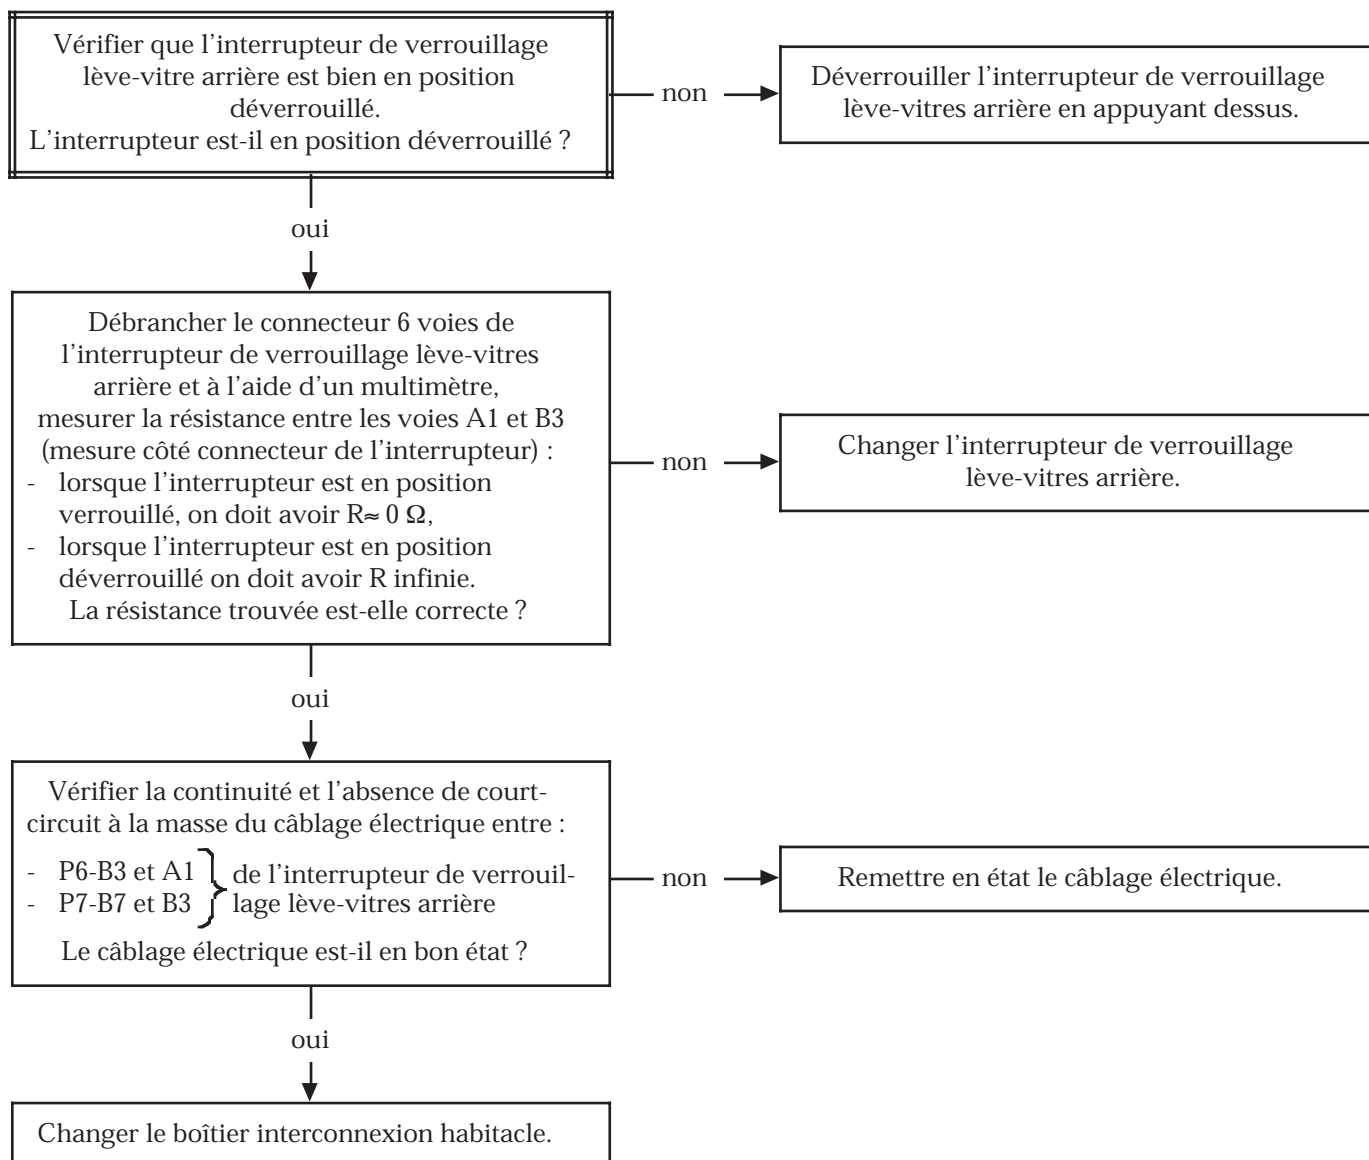 Vérifier que l'interrupteur de verrouillage
lève-vitre arrière est bien en position
déverrouillé.
L'interrupteur est-il en position déverrouillé ?
non
Déverrouiller l'interrupteur de verrouillage
lève-vitres arrière en appuyant dessus.
oui
Débrancher le connecteur 6 voies de
l'interrupteur de verrouillage lève-vitres
arrière et à l'aide d'un multimètre,
mesurer la résistance entre les voies A1 et B3
(mesure côté connecteur de l'interrupteur) :
- lorsque l'interrupteur est en position
verrouillé, on doit avoir R≈ 0 Ω,
- lorsque l'interrupteur est en position
déverrouillé on doit avoir R infinie.
La résistance trouvée est-elle correcte ?
non
Changer l'interrupteur de verrouillage
lève-vitres arrière.
oui
Vérifier la continuité et l'absence de court-
circuit à la masse du câblage électrique entre :
- P6-B3 et A1 } de l'interrupteur de verrouil-
- P7-B7 et B3 } lage lève-vitres arrière
Le câblage électrique est-il en bon état ?
non
Remettre en état le câblage électrique.
oui
Changer le boîtier interconnexion habitacle.